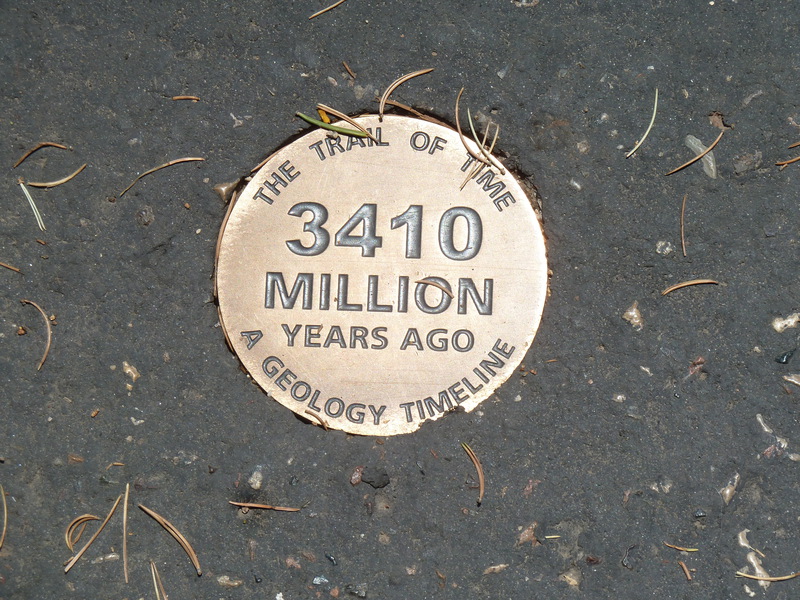 THE TRAIL OF TIME
3410
MILLION
YEARS AGO
A GEOLOGY TIMELINE